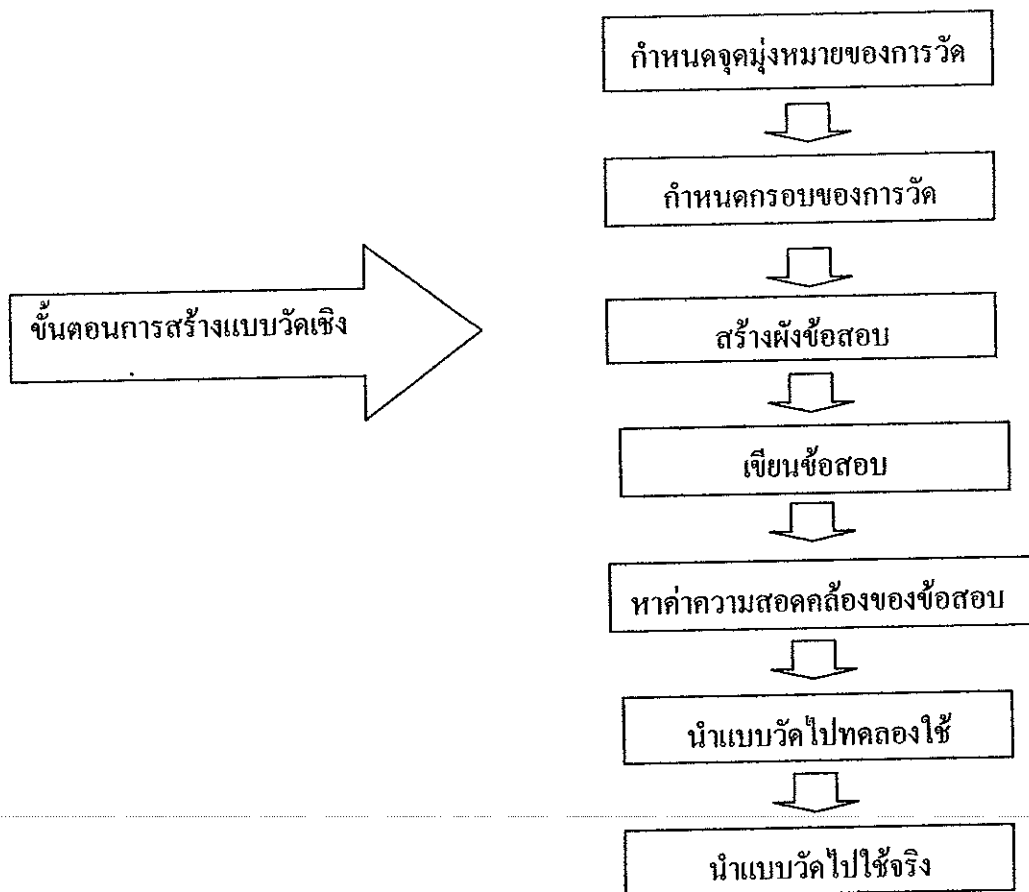 กำหนดจุดมุ่งหมายของการวัด
กำหนดกรอบของการวัด
ขั้นตอนการสร้างแบบวัดเชิง
สร้างผังข้อสอบ
เขียนข้อสอบ
หาค่าความสอดคล้องของข้อสอบ
นำแบบวัดไปทดลองใช้
นำแบบวัดไปใช้จริง